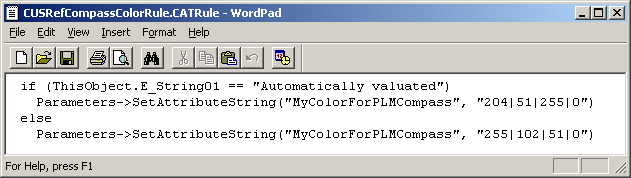 CUSRefCompassColorRule.CATRule - WordPad
File Edit View Insert Format Help
if (ThisObject.E_String01 == "Automatically valuated")
Parameters->SetAttributeString("MyColorForPLMCompass", "204|51|255|0")
else
Parameters->SetAttributeString("MyColorForPLMCompass", "255|102|51|0")
For Help, press F1